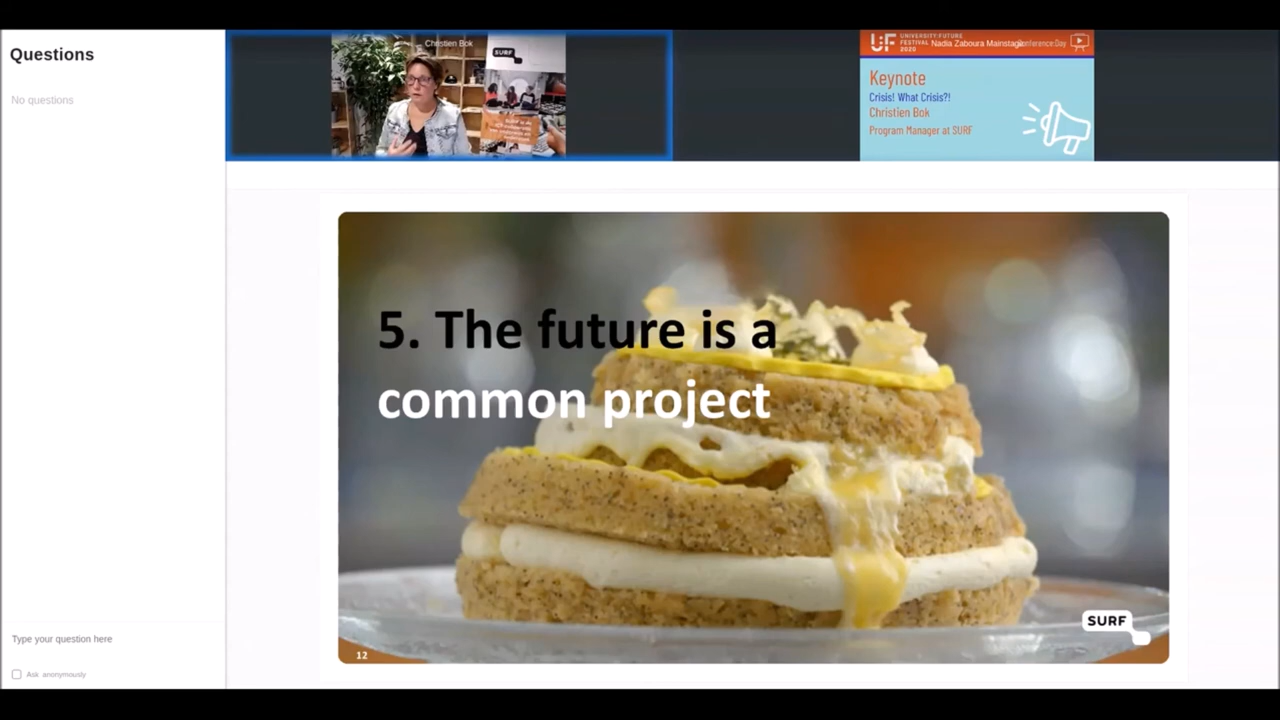 Questions
No questions
Christien Bok
SURF
UF
UNIVERSITY:FUTURE
FESTIVAL
2020
Nadia Zaboura Mainstage
Conference:Day
Keynote
Crisis! What Crisis?!
Christien Bok
Program Manager at SURF
5. The future is a
common project
SURF
12
Type your question here
Ask anonymously